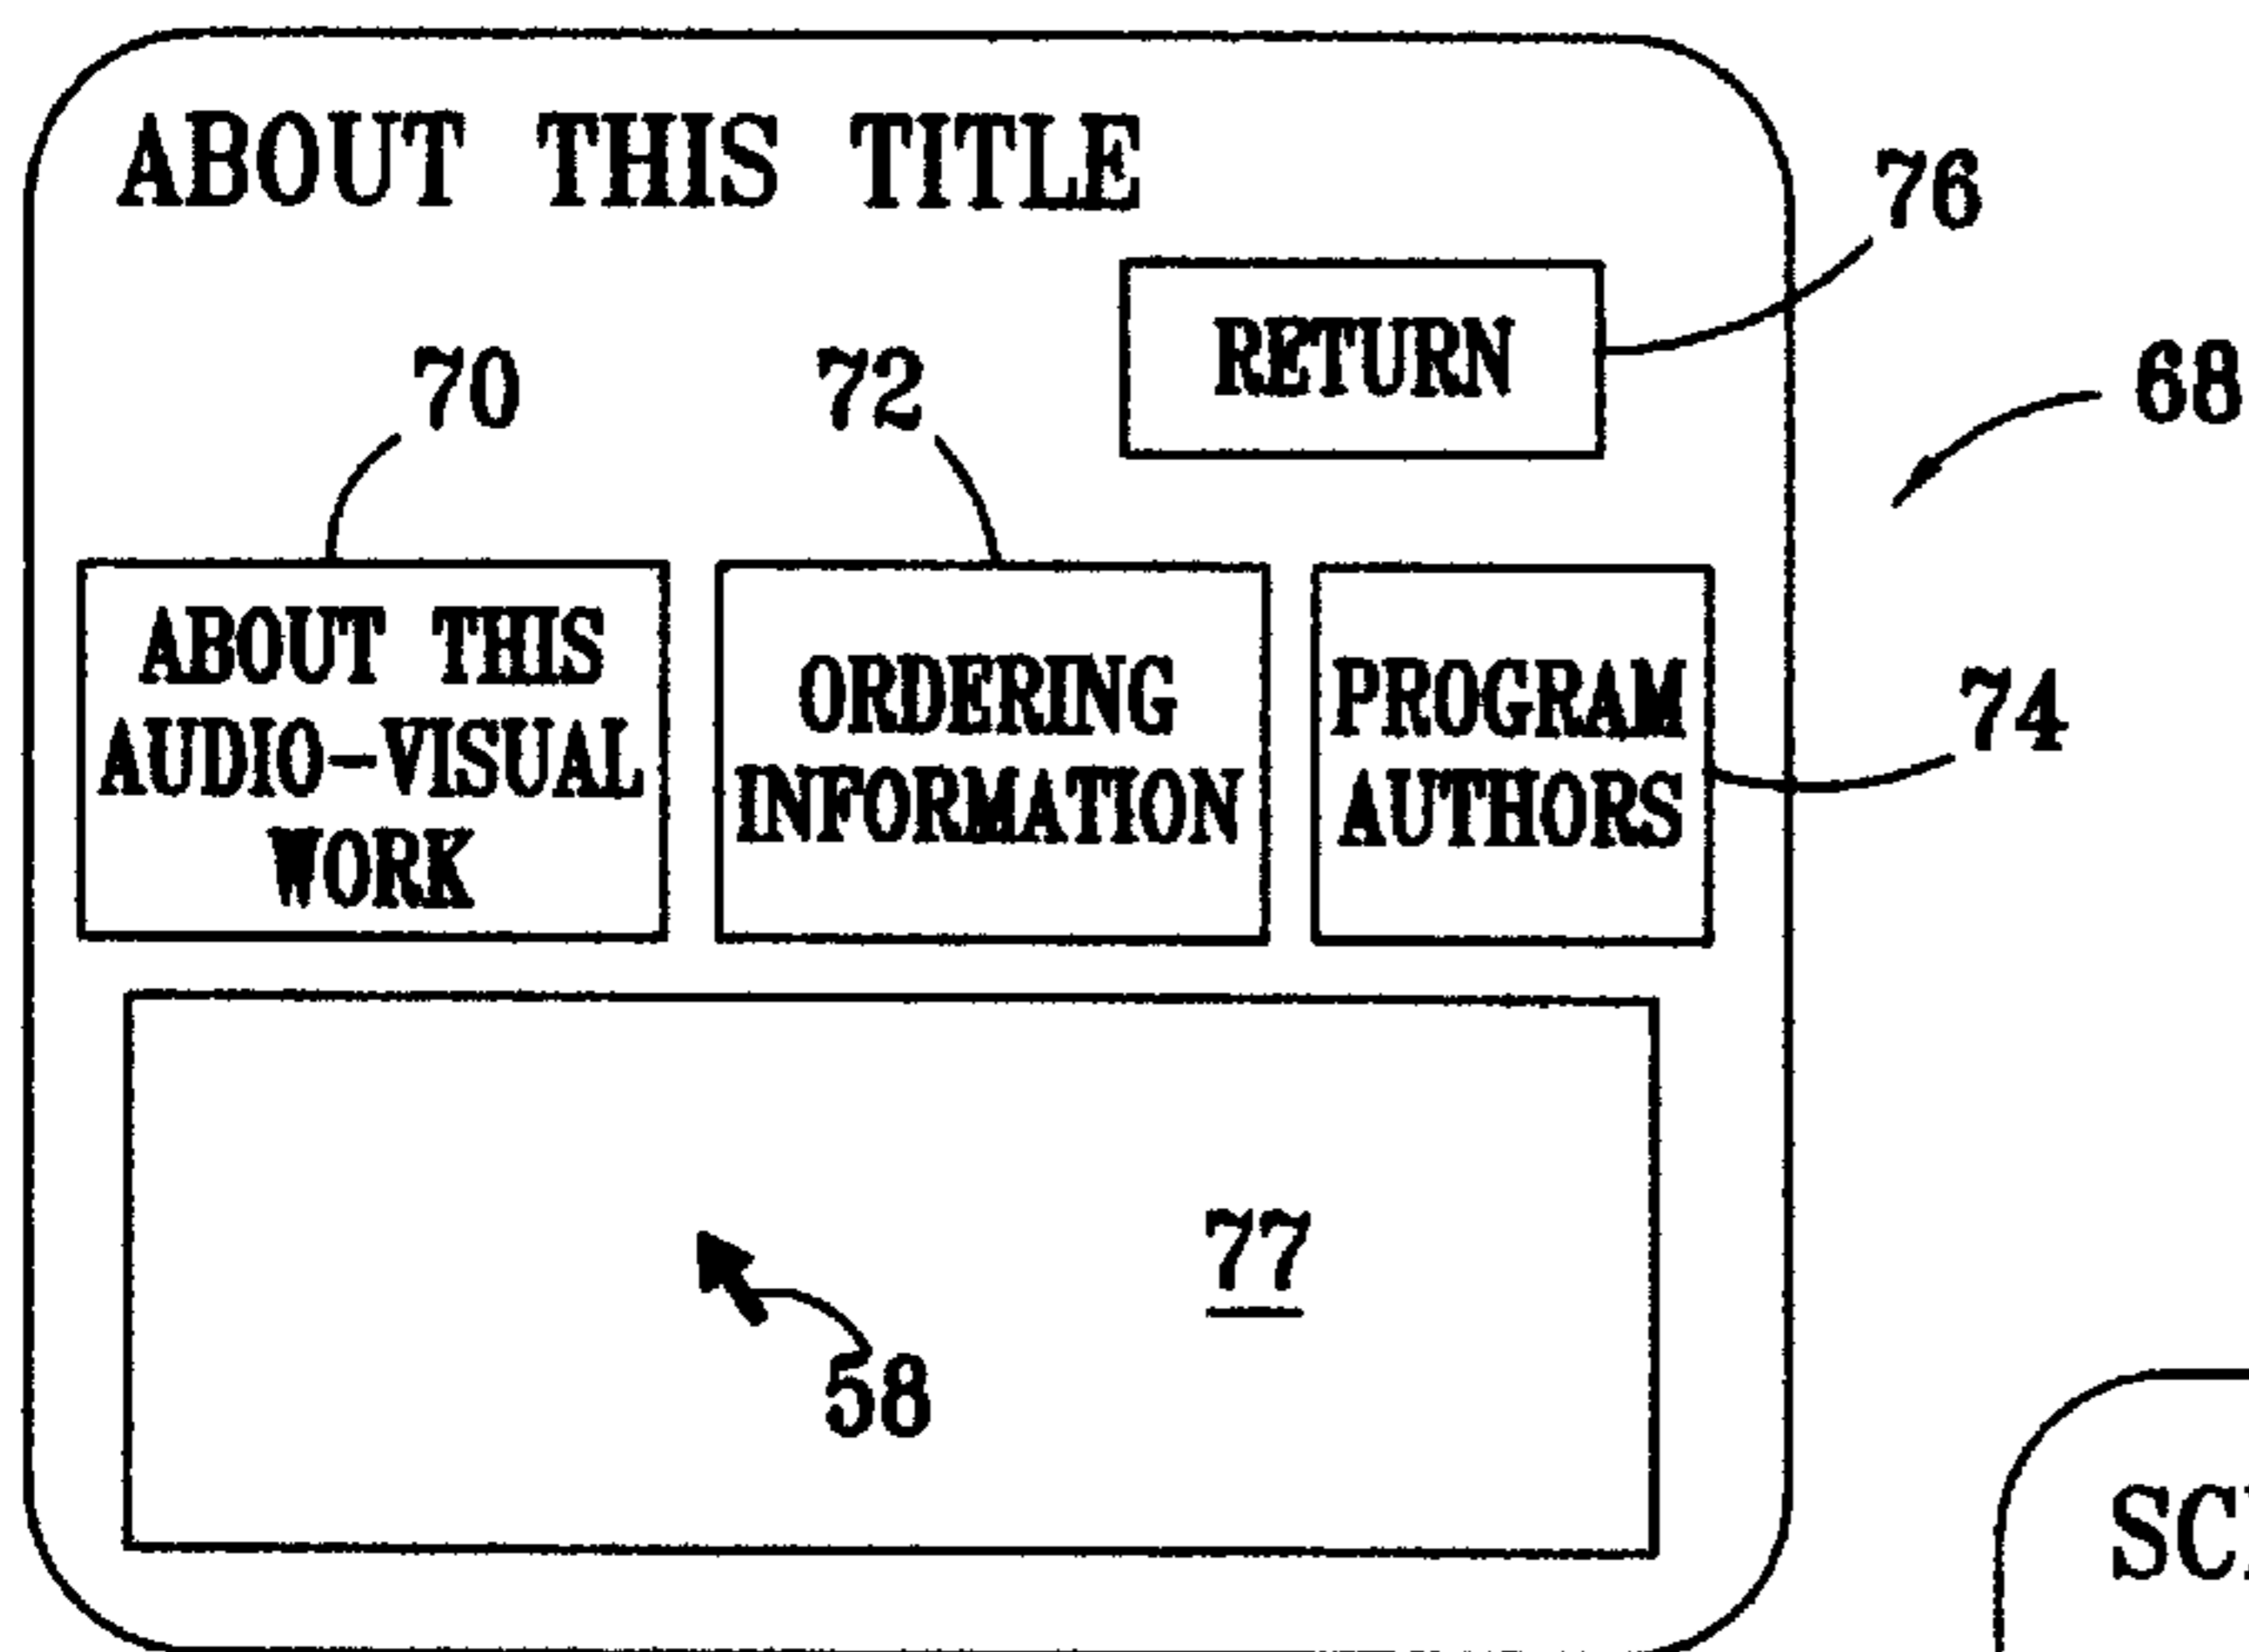 ABOUT THIS TITLE
76
RETURN
68
70
72
ABOUT THIS
AUDIO-VISUAL
WORK
ORDERING
INFORMATION
PROGRAM
AUTHORS
74
77
58